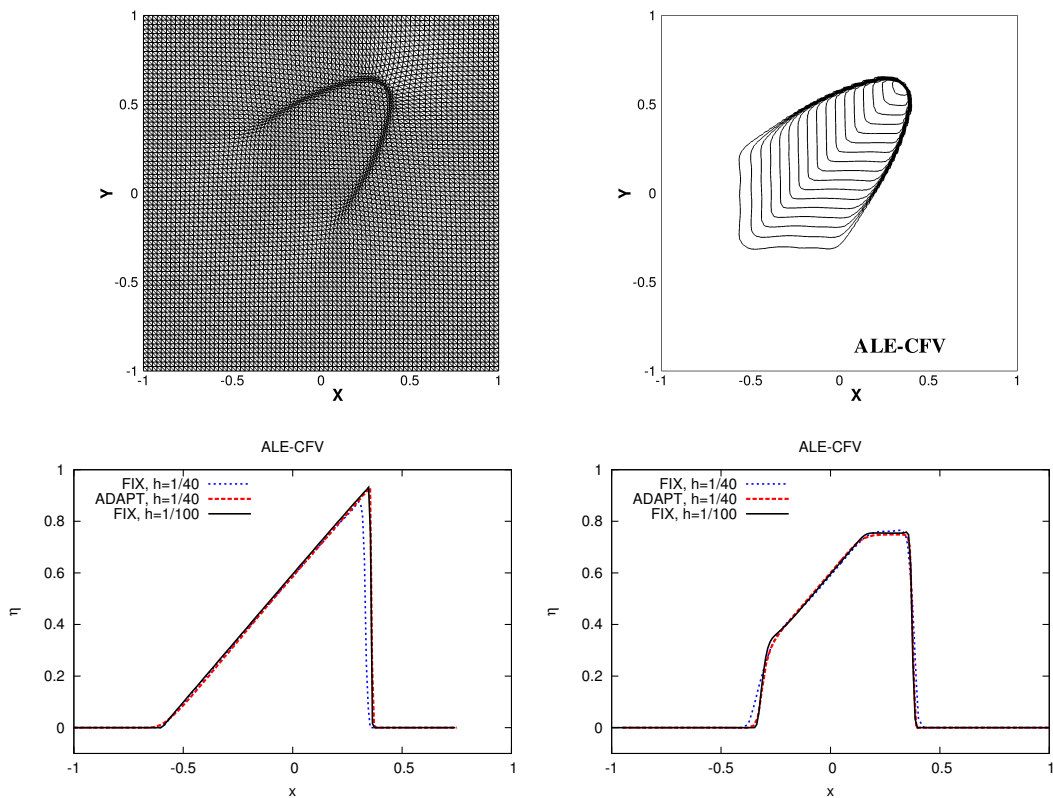 1
0.5
Y
0
-0.5
-1
-1
-0.5
0
0.5
1
X
1
0.5
Y
0
-0.5
-1
-1
-0.5
0
0.5
1
X
ALE-CFV
ALE-CFV
1
0.8
0.6
0.4
0.2
0
η
-1
-0.5
0
0.5
1
x
FIX, h=1/40
ADAPT, h=1/40
FIX, h=1/100
ALE-CFV
1
0.8
0.6
0.4
0.2
0
η
-1
-0.5
0
0.5
1
x
FIX, h=1/40
ADAPT, h=1/40
FIX, h=1/100